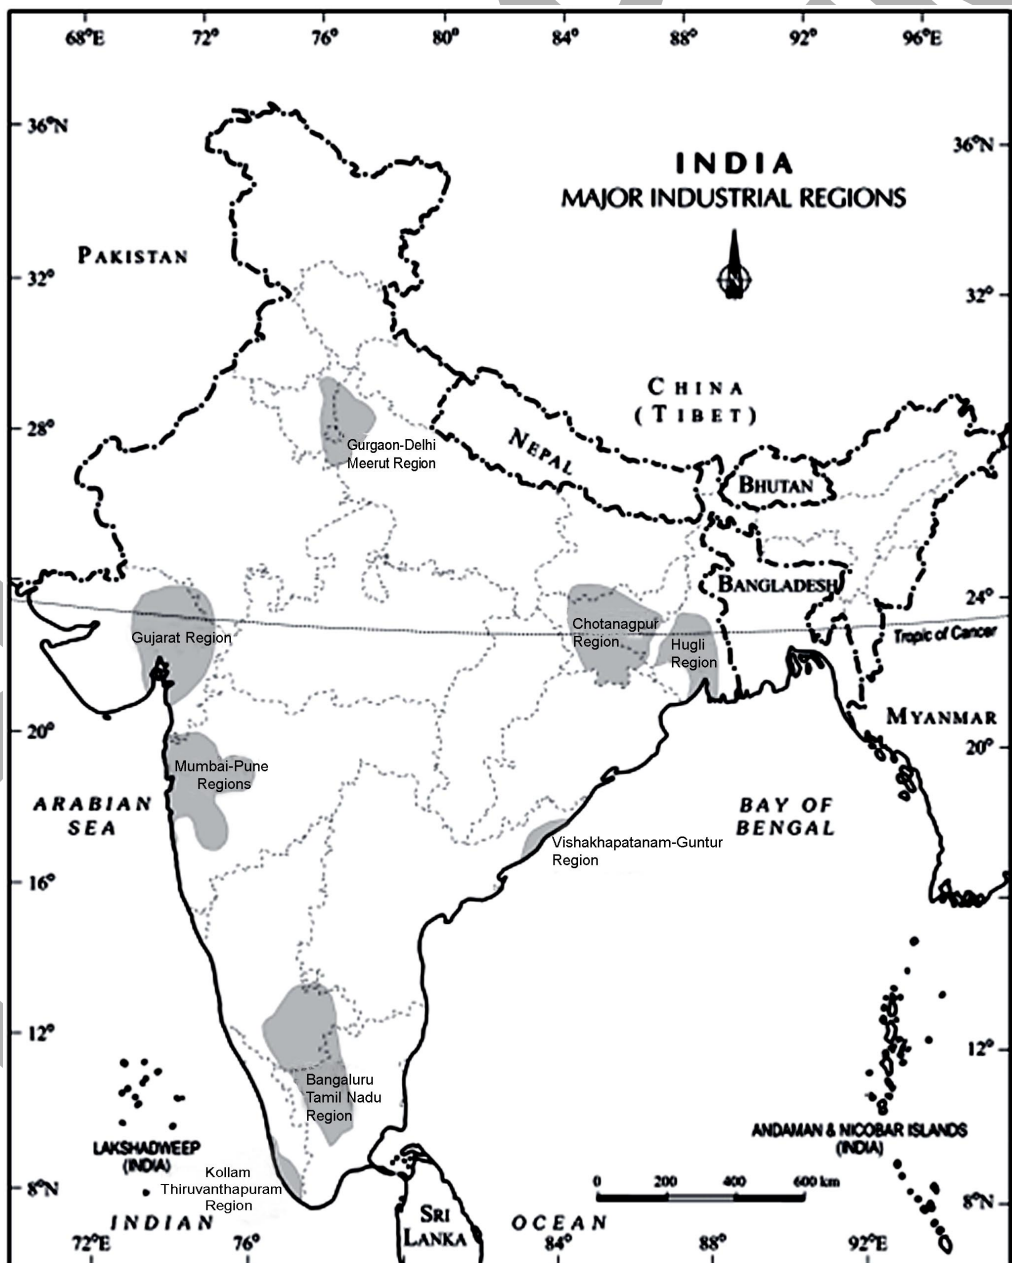 68°E 72° 76° 80° 84° 88° 92° 96°E
36°N
36°N
INDIA
MAJOR INDUSTRIAL REGIONS
PAKISTAN
32°
32°
CHINA
(TIBET)
28°
28°
Gurgaon-Delhi
Meerut Region
NEPAL
BHUTAN
BANGLADESH
24°
24°
Tropic of Cancer
Gujarat Region
Chotanagpur
Region
Hugli
Region
MYANMAR
20°
20°
Mumbai-Pune
Regions
ARABIAN
SEA
BAY OF
BENGAL
Vishakhapatanam-Guntur
Region
16°
12°
12°
Bangaluru
Tamil Nadu
Region
LAKSHADWEEP
(INDIA)
ANDAMAN & NICOBAR ISLANDS
(INDIA)
Kollam
Thiruvanthapuram
Region
8°N
8°N
0 200 400 600 km
INDIAN OCEAN
SRI
LANKA
72°E 76° 84° 88° 92°E